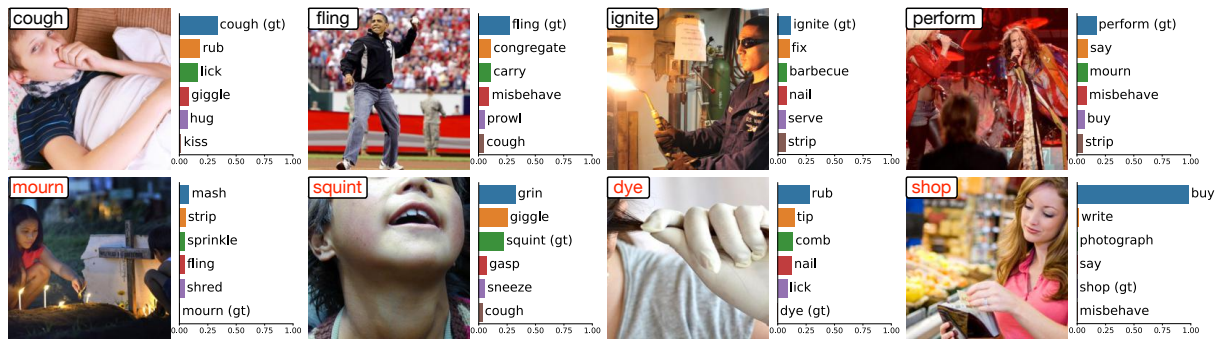 cough
cough (gt)
rub
lick
giggle
hug
kiss
0.00 0.25 0.50 0.75 1.00
fling
fling (gt)
congregate
carry
misbehave
prowl
cough
0.00 0.25 0.50 0.75 1.00
ignite
ignite (gt)
fix
barbecue
nail
serve
strip
0.00 0.25 0.50 0.75 1.00
perform
perform (gt)
say
mourn
misbehave
buy
strip
0.00 0.25 0.50 0.75 1.00
mourn
mash
strip
sprinkle
fling
shred
mourn (gt)
0.00 0.25 0.50 0.75 1.00
squint
grin
giggle
squint (gt)
gasp
sneeze
cough
0.00 0.25 0.50 0.75 1.00
dye
rub
tip
comb
nail
lick
dye (gt)
0.00 0.25 0.50 0.75 1.00
shop
buy
write
photograph
say
shop (gt)
misbehave
0.00 0.25 0.50 0.75 1.00